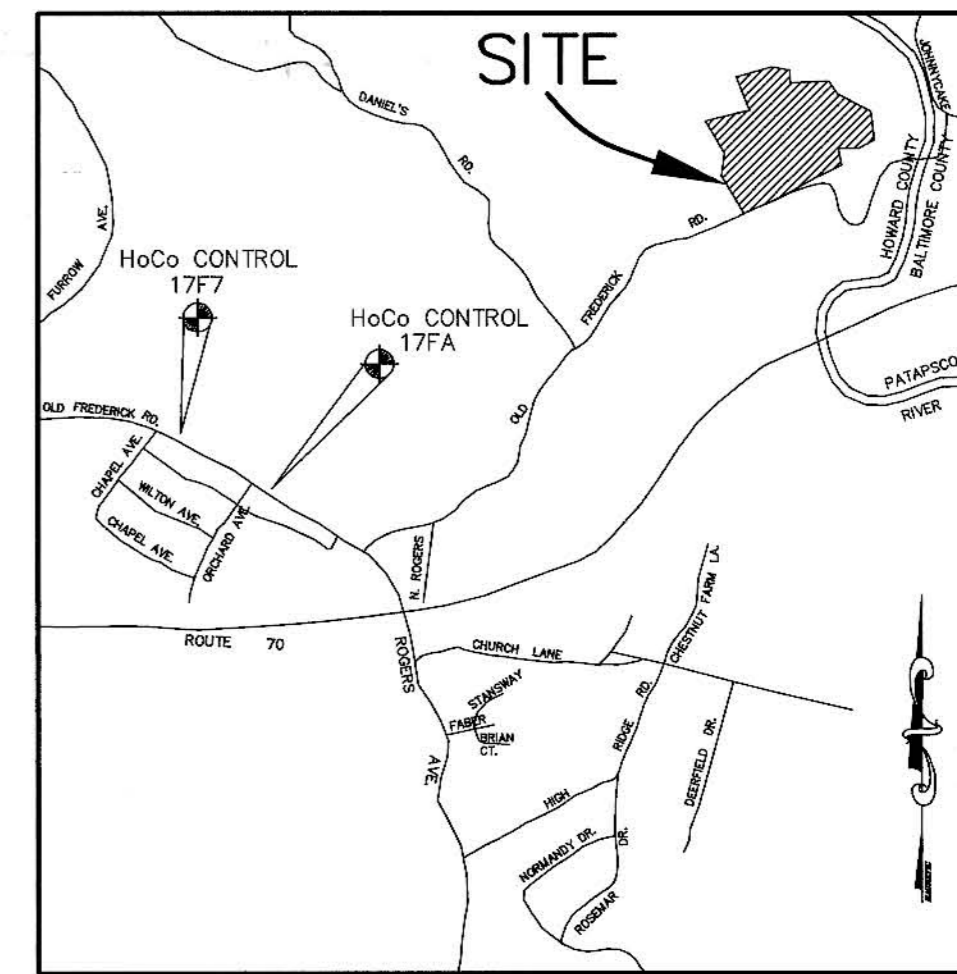 SITE
JOHNNYCAKE
DANIEL'S
RD.
HOWARD COUNTY
BALTIMORE COUNTY
FURROW
AVE.
HoCo CONTROL
17F7
HoCo CONTROL
17FA
OLD
FREDERICK
RD.
PATAPSCO
RIVER
OLD FREDERICK RD.
CHAPEL AVE.
WILTON AVE.
CHAPEL AVE.
ORCHARD AVE.
N. ROGERS
ROUTE 70
ROGERS
AVE.
CHURCH LANE
CHESTNUT FARM LA.
STANSWAY
FABER
BRIAN
CT.
RIDGE
RD.
DEERFIELD DR.
HIGH
NORMANDY DR.
ROSEMAR
DR.